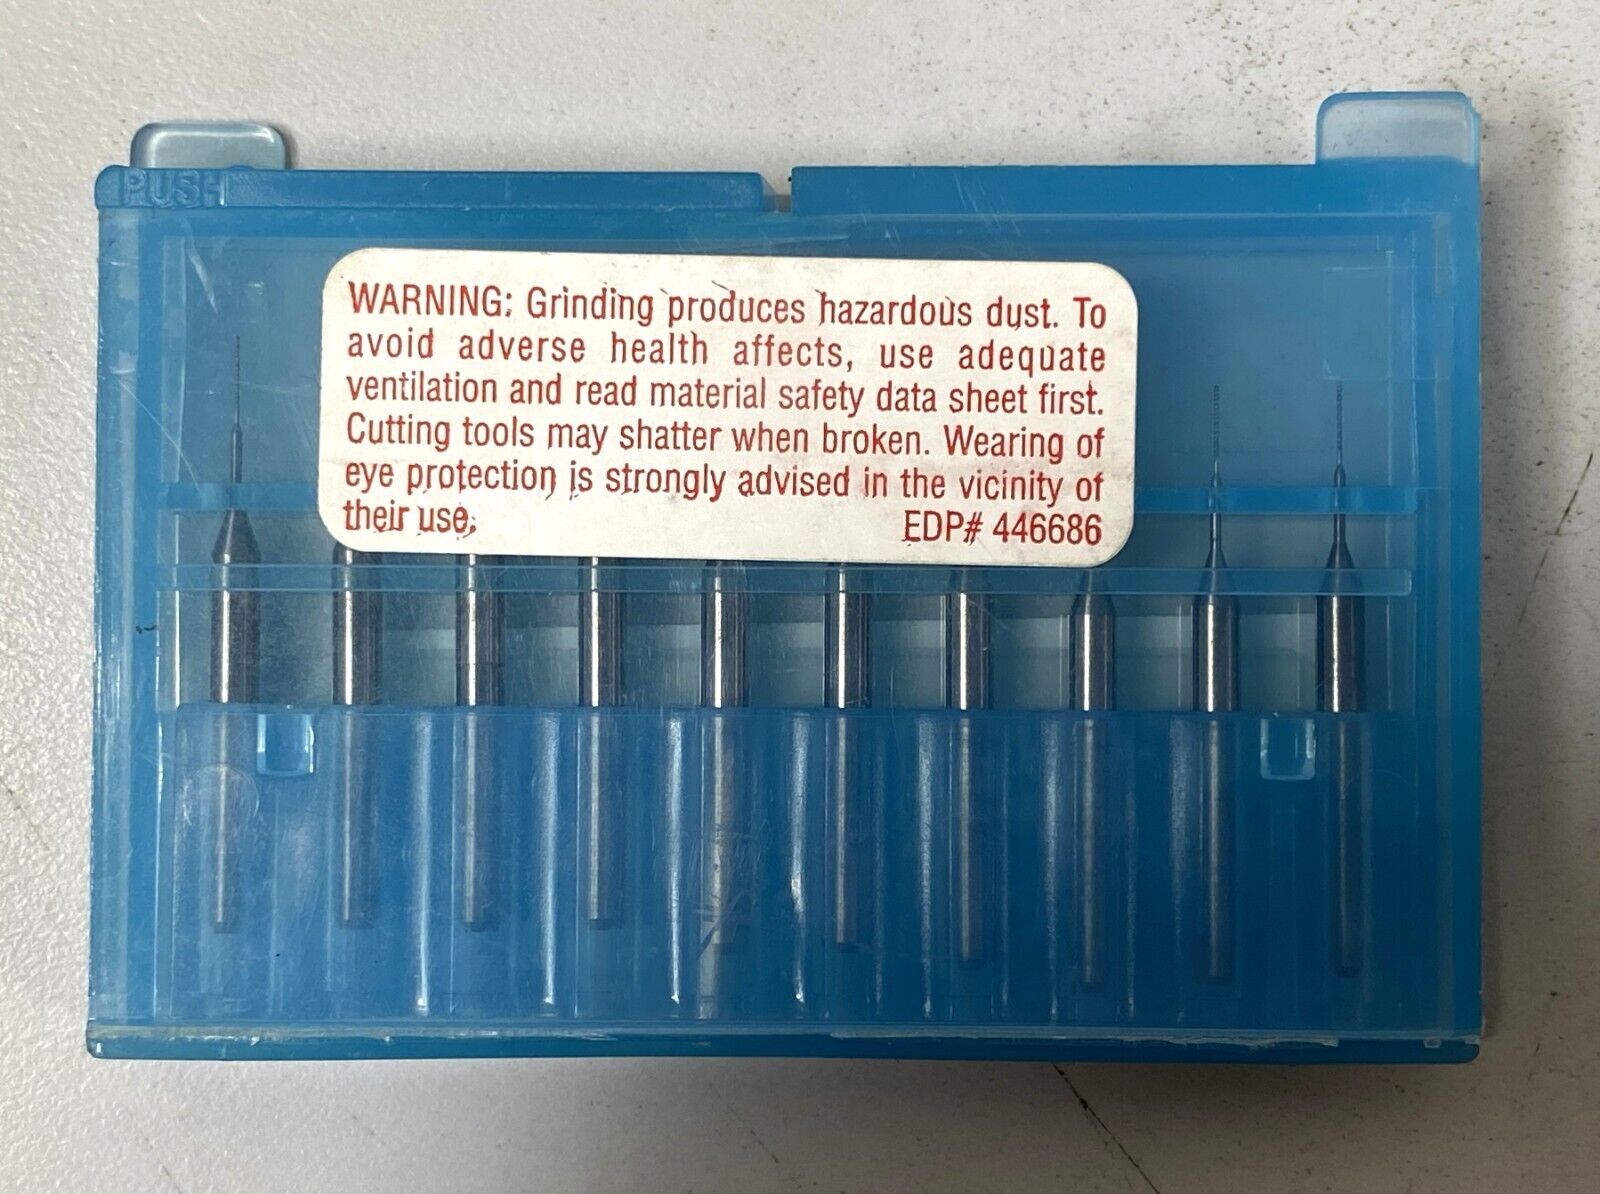 PUSH
WARNING: Grinding produces hazardous dust. To
avoid adverse health affects, use adequate
ventilation and read material safety data sheet first.
Cutting tools may shatter when broken. Wearing of
eye protection is strongly advised in the vicinity of
their use. EDP# 446686